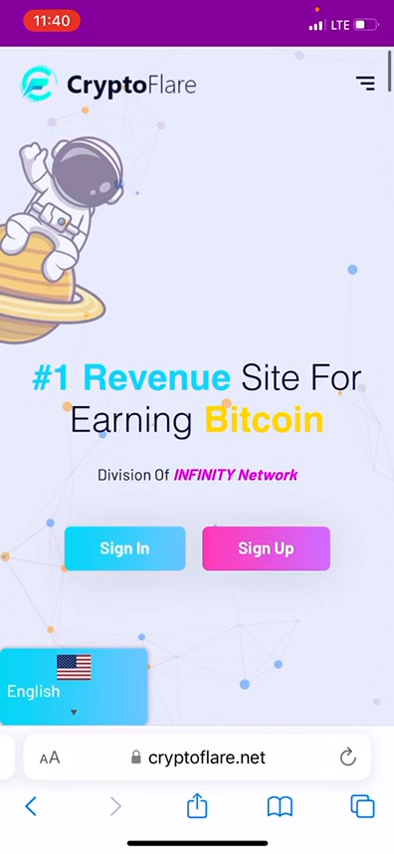 11:40
LTE
CryptoFlare
#1 Revenue Site For
Earning Bitcoin
Division Of INFINITY Network
Sign In
Sign Up
English
AA
cryptoflare.net